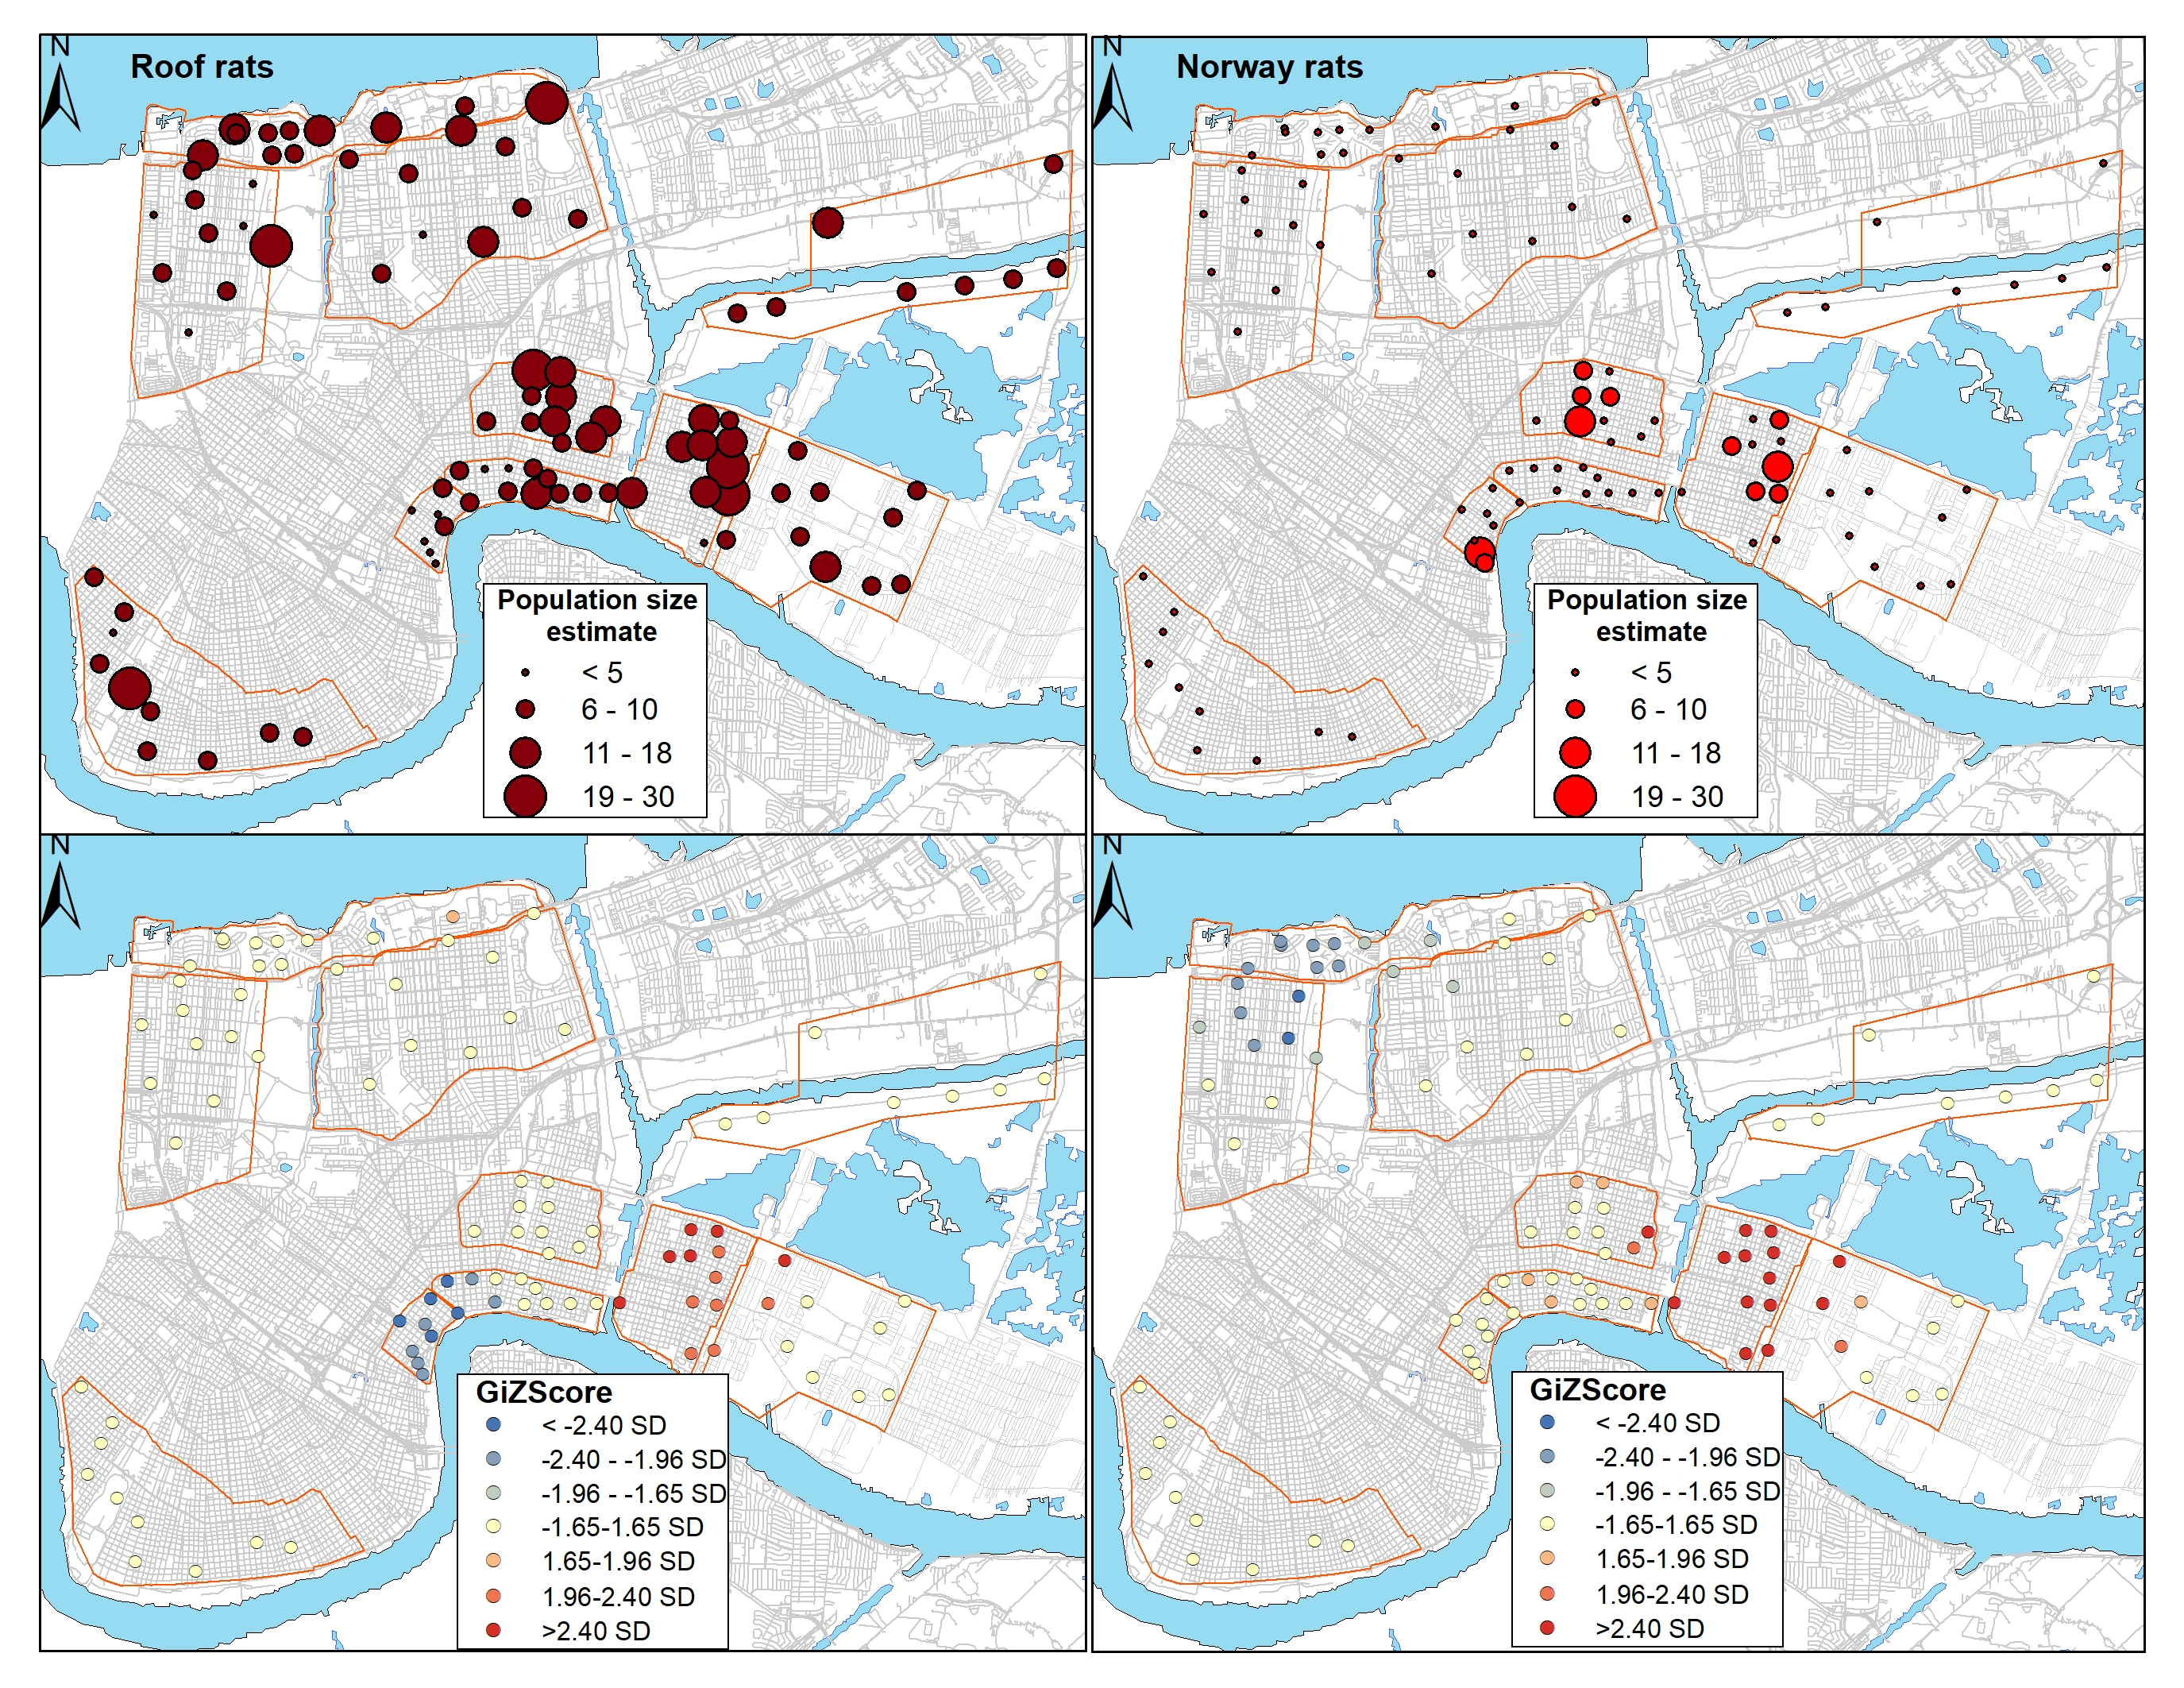 N
Roof rats
Population size
estimate
< 5
6 - 10
11 - 18
19 - 30
N
Norway rats
Population size
estimate
< 5
6 - 10
11 - 18
19 - 30
N
GiZScore
< -2.40 SD
-2.40 - -1.96 SD
-1.96 - -1.65 SD
-1.65-1.65 SD
1.65-1.96 SD
1.96-2.40 SD
>2.40 SD
N
GiZScore
< -2.40 SD
-2.40 - -1.96 SD
-1.96 - -1.65 SD
-1.65-1.65 SD
1.65-1.96 SD
1.96-2.40 SD
>2.40 SD